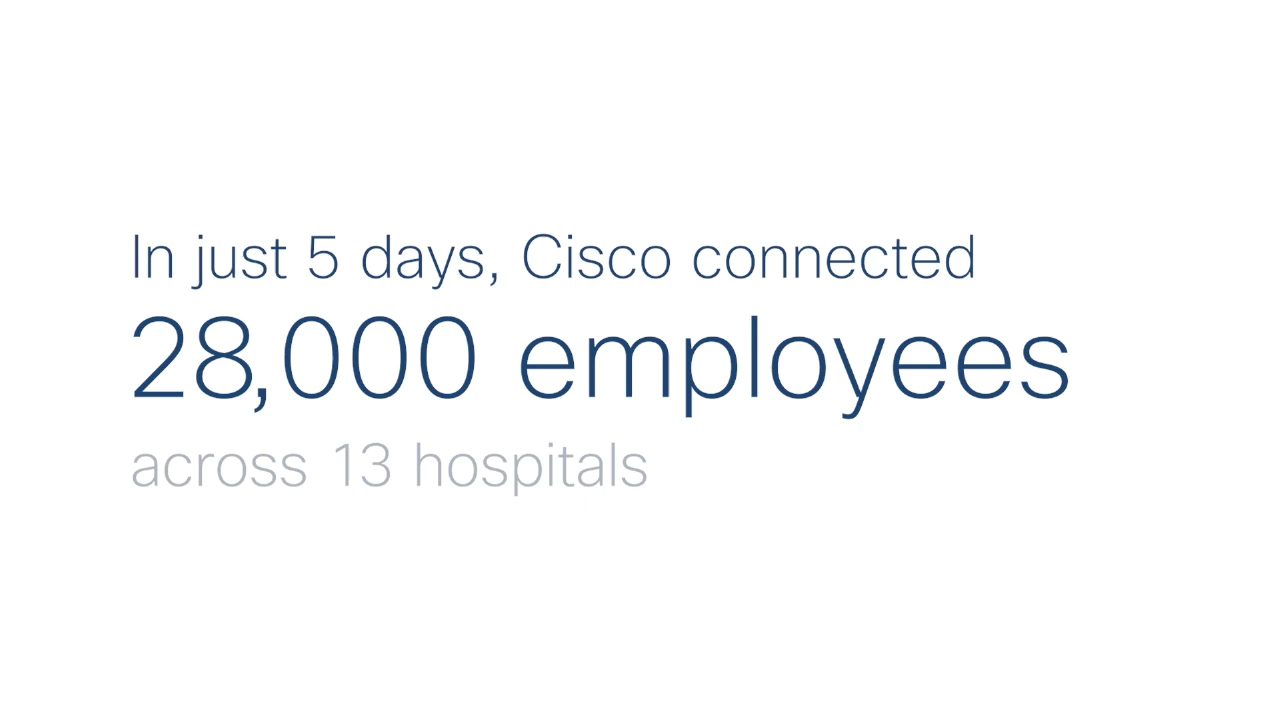 In just 5 days, Cisco connected
28,000 employees
across 13 hospitals